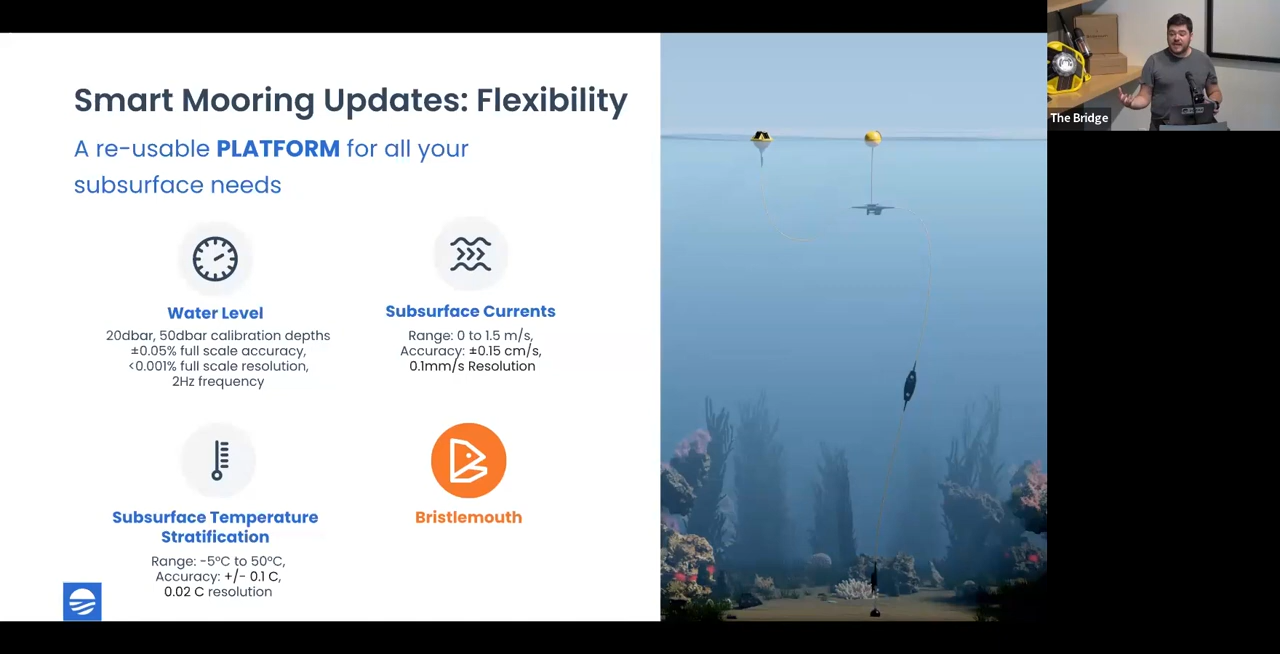 Smart Mooring Updates: Flexibility
A re-usable PLATFORM for all your
subsurface needs
Water Level
20dbar, 50dbar calibration depths
±0.05% full scale accuracy,
<0.001% full scale resolution,
2Hz frequency
Subsurface Currents
Range: 0 to 1.5 m/s,
Accuracy: ±0.15 cm/s,
0.1mm/s Resolution
Subsurface Temperature
Stratification
Range: -5°C to 50°C,
Accuracy: +/- 0.1 C,
0.02 C resolution
Bristlemouth
The Bridge